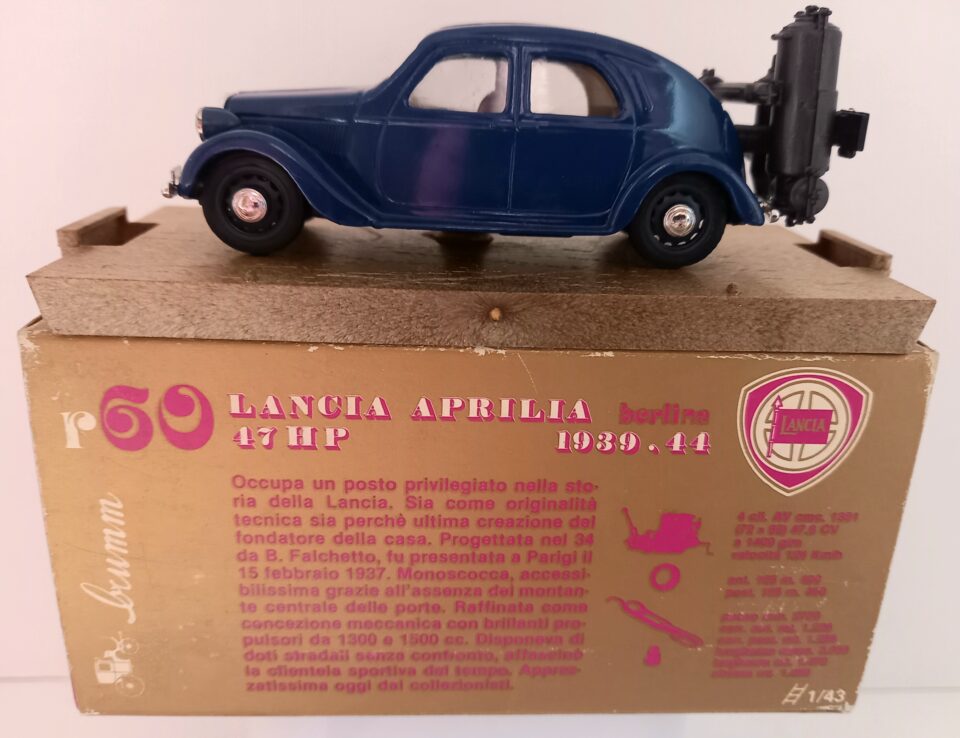 r60 LANCIA APRILIA berlina
47 HP 1939.44
LANCIA
brumm
Occupa un posto privilegiato nella sto-
ria della Lancia. Sia come originalità
tecnica sia perchè ultima creazione del
fondatore della casa. Progettata nel 34
da B. Falchetto, fu presentata a Parigi il
15 febbraio 1937. Monoscocca, accessi-
bilissima grazie all'assenza del montan-
te centrale delle porte. Raffinata come
concezione meccanica con brillanti pro-
pulsori da 1300 e 1500 cc. Disponeva di
doti stradali senza confronto, affascinò
la clientela sportiva del tempo. Apprez-
zatissima oggi dai collezionisti.
4 cil.
velocità
1/43